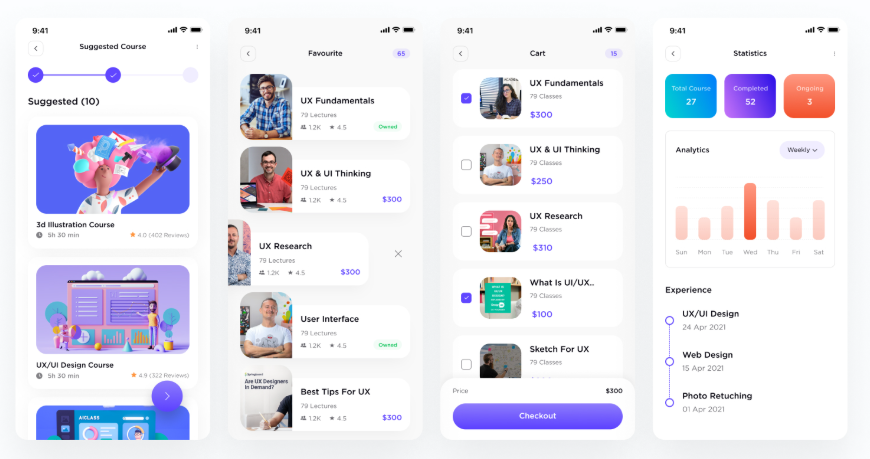 9:41
Suggested Course
Suggested (10)
3d Illustration Course
5h 30 min
4.0 (402 Reviews)
UX/UI Design Course
5h 30 min
4.9 (322 Reviews)
AICLASS
9:41
Favourite
65
UX Fundamentals
79 Lectures
1.2K
4.5
Owned
UX & UI Thinking
79 Lectures
1.2K
4.5
$300
UX Research
79 Lectures
1.2K
4.5
$300
User Interface
79 Lectures
1.2K
4.5
Owned
Are UX Designers
In Demand?
Best Tips For UX
79 Lectures
1.2K
4.5
$300
9:41
Cart
15
UX Fundamentals
79 Classes
$300
UX & UI Thinking
79 Classes
$250
UX Research
79 Classes
$310
What Is UI/UX..
79 Classes
$100
Sketch For UX
79 Classes
Price
$300
Checkout
9:41
Statistics
Total Course
27
Completed
52
Ongoing
3
Analytics
Weekly
Sun Mon Tue Wed Thu Fri Sat
Experience
UX/UI Design
24 Apr 2021
Web Design
15 Apr 2021
Photo Retuching
01 Apr 2021